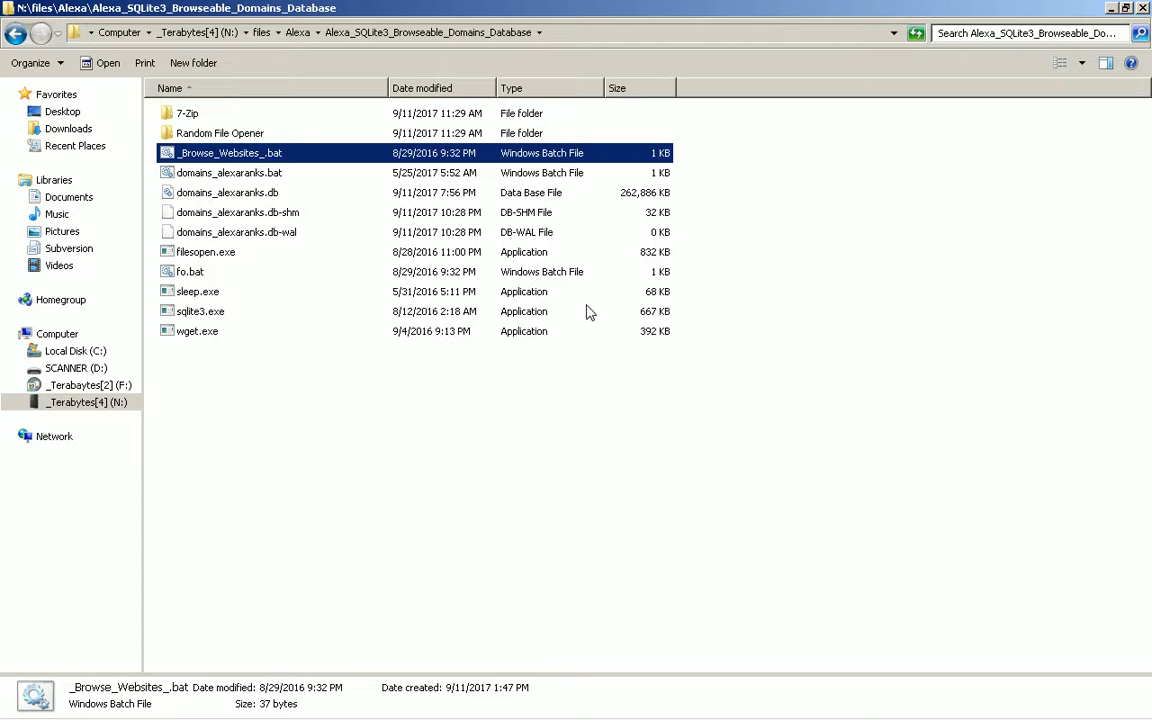 N:\files\Alexa\Alexa_SQLite3_Browseable_Domains_Database
Computer _Terabytes[4] (N:) files Alexa Alexa_SQLite3_Browseable_Domains_Database Search Alexa_SQLite3_Browseable_Do...
Organize Open Print New folder
Name Date modified Type Size
Favorites
Desktop
Downloads
Recent Places
Libraries
Documents
Music
Pictures
Subversion
Videos
Homegroup
Computer
Local Disk (C:)
SCANNER (D:)
_Terabaytes[2] (F:)
_Terabytes[4] (N:)
Network
7-Zip 9/11/2017 11:29 AM File folder
Random File Opener 9/11/2017 11:29 AM File folder
_Browse_Websites_.bat 8/29/2016 9:32 PM Windows Batch File 1 KB
domains_alexaranks.bat 5/25/2017 5:52 AM Windows Batch File 1 KB
domains_alexaranks.db 9/11/2017 7:56 PM Data Base File 262,886 KB
domains_alexaranks.db-shm 9/11/2017 10:28 PM DB-SHM File 32 KB
domains_alexaranks.db-wal 9/11/2017 10:28 PM DB-WAL File 0 KB
filesopen.exe 8/28/2016 11:00 PM Application 832 KB
fo.bat 8/29/2016 9:32 PM Windows Batch File 1 KB
sleep.exe 5/31/2016 5:11 PM Application 68 KB
sqlite3.exe 8/12/2016 2:18 AM Application 667 KB
wget.exe 9/4/2016 9:13 PM Application 392 KB
_Browse_Websites_.bat Date modified: 8/29/2016 9:32 PM Date created: 9/11/2017 1:47 PM
Windows Batch File Size: 37 bytes